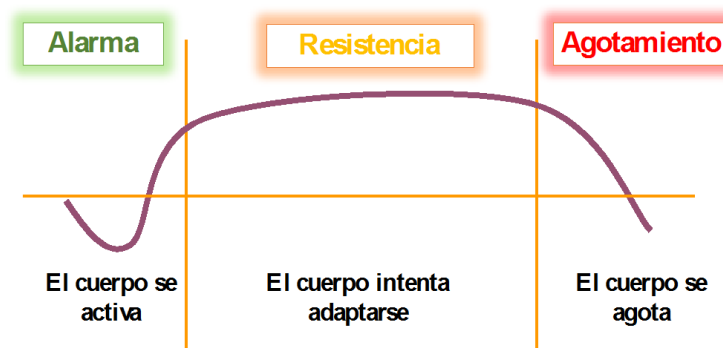 Alarma
Resistencia
Agotamiento
El cuerpo se
activa
El cuerpo intenta
adaptarse
El cuerpo se
agota